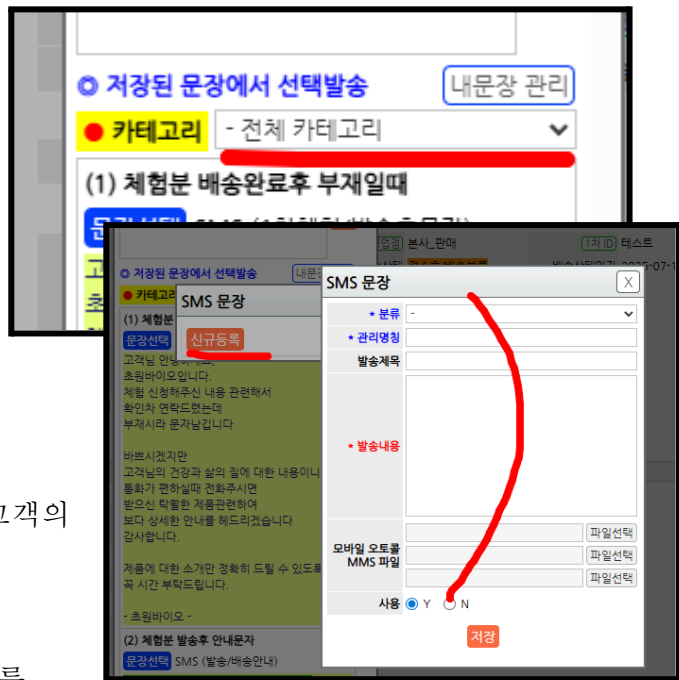 ◎ 저장된 문장에서 선택발송 내문장 관리
● 카테고리 - 전체 카테고리
(1) 체험분 배송완료후 부재일때
본사_판매 1차ID 테스트
◎ 저장된 문장에서 선택발송
● 카테고리
(1) 체험분
문장선택
SMS 문장
신규등록
고객님
초원바이오입니다.
체험 신청해주신 내용 관련해서
확인차 연락드렸는데
부재시라 문자남깁니다
바쁘시겠지만
고객님의 건강과 삶의 질에 대한 내용이니
통화가 편하실때 전화주시면
받으신 탁월한 제품관련하여
보다 상세한 안내를 헤드리겠습니다
감사합니다.
제품에 대한 소개만 정확히 드릴 수 있도록
꼭 시간 부탁드립니다.
- 초원바이오 -
(2) 체험분 발송후 안내문자
문장선택 SMS (발송/배송안내)
SMS 문장 X
* 분류 -
* 관리명칭
발송제목
* 발송내용
모바일 오토콜
MMS 파일
파일선택
파일선택
파일선택
사용 Y N
저장
고객의
를